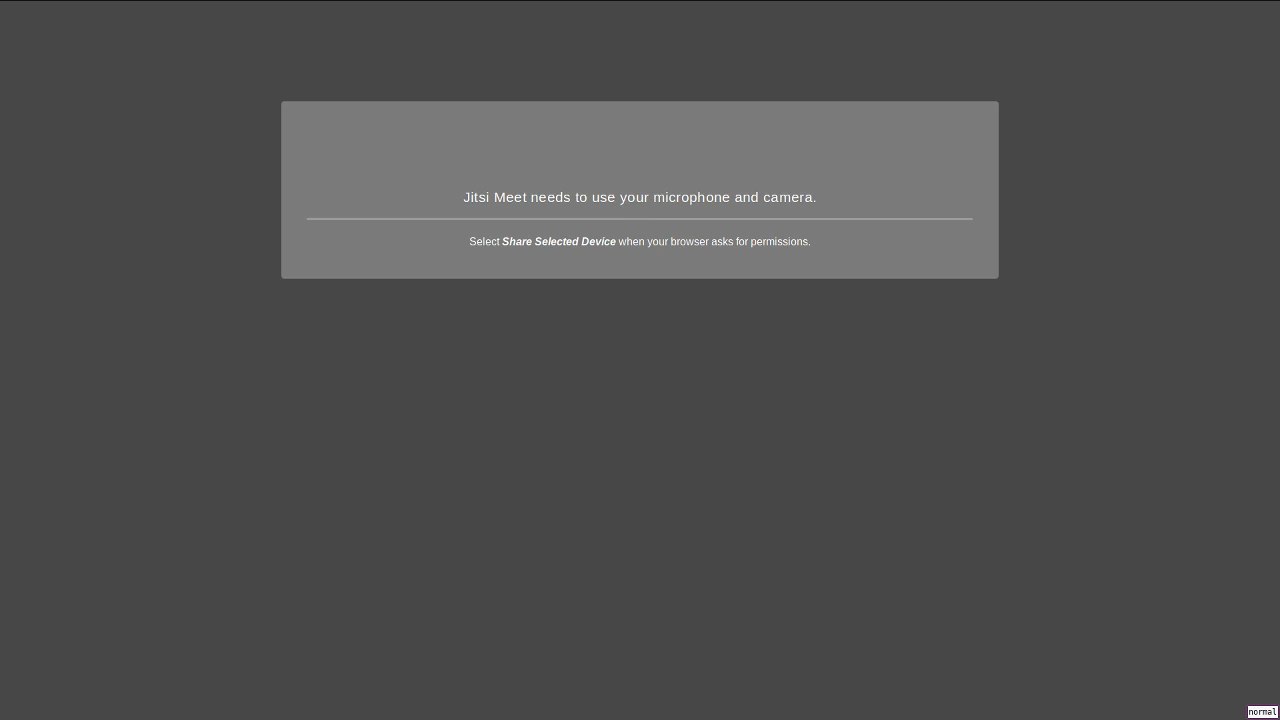 Jitsi Meet needs to use your microphone and camera.
Select Share Selected Device when your browser asks for permissions.
normal